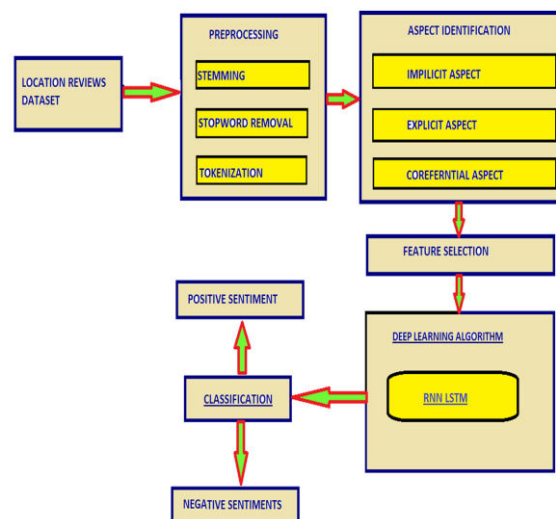 LOCATION REVIEWS
DATASET
PREPROCESSING
STEMMING
STOPWORD REMOVAL
TOKENIZATION
ASPECT IDENTIFICATION
IMPILICIT ASPECT
EXPLICIT ASPECT
COREFERNTIAL ASPECT
FEATURE SELECTION
DEEP LEARNING ALGORITHM
RNN LSTM
CLASSIFICATION
POSITIVE SENTIMENT
NEGATIVE SENTIMENTS